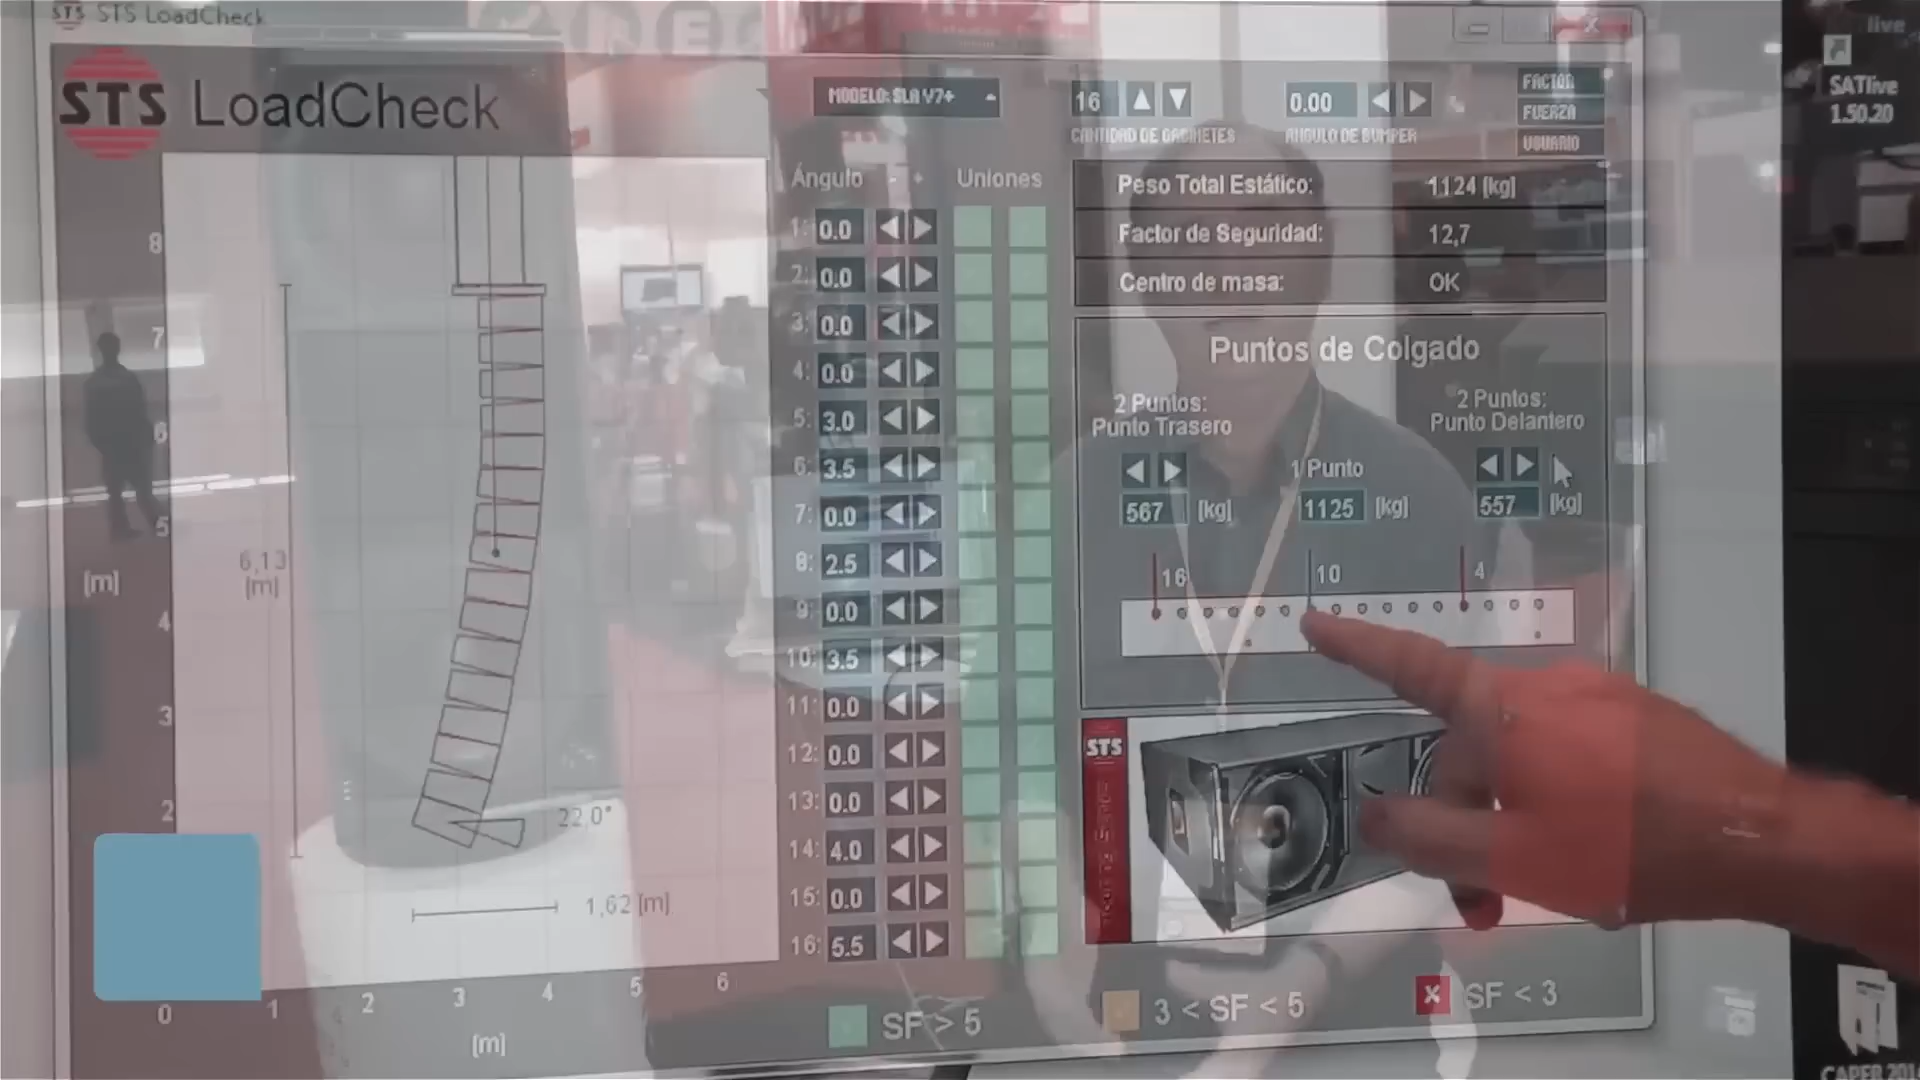 STS STS LoadCheck
STS LoadCheck
MODELO: SLA V7+
16
0.00
CANTIDAD DE GABINETES
ANGULO DE BUMPER
FACTOR
FUERZA
USUARIO
Ángulo - + Uniones
1: 0.0
2: 0.0
3: 0.0
4: 0.0
5: 3.0
6: 3.5
7: 0.0
8: 2.5
9: 0.0
10: 3.5
11: 0.0
12: 0.0
13: 0.0
14: 4.0
15: 0.0
16: 5.5
Peso Total Estático: 1124 [kg]
Factor de Seguridad: 12,7
Centro de masa: OK
Puntos de Colgado
2 Puntos:
Punto Trasero
1 Punto
2 Puntos:
Punto Delantero
567 [kg]
1125 [kg]
557 [kg]
16 10 4
STS
8
7
6
5
4
3
2
[m]
6,13
[m]
22,0°
1,62 [m]
0 1 2 3 4 5 6
[m]
SF > 5
3 < SF < 5
X SF < 3
live
SATlive
1.50.20
CAPER 201